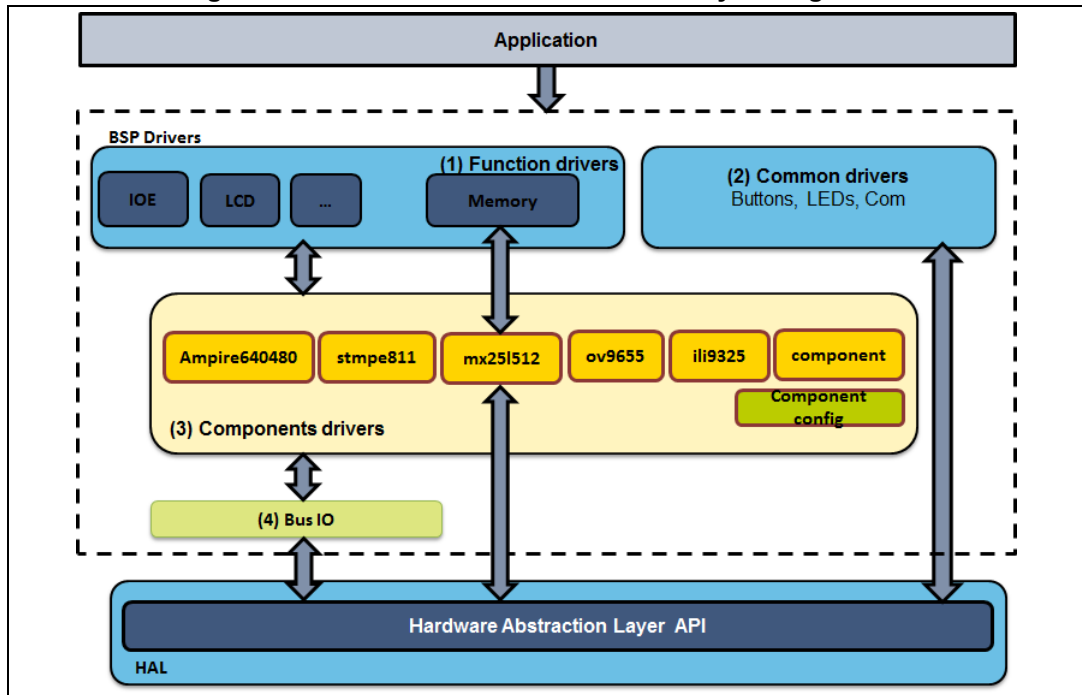 Application
BSP Drivers
(1) Function drivers
IOE
LCD
...
Memory
(2) Common drivers
Buttons, LEDs, Com
Ampire640480
stmpe811
mx25l512
ov9655
ili9325
component
Component
config
(3) Components drivers
(4) Bus IO
Hardware Abstraction Layer API
HAL